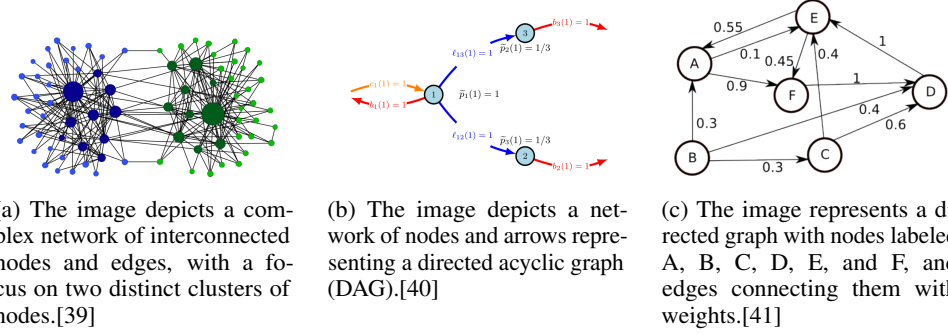 b₃(1) = 1
3
ℓ₁₃(1) = 1
p̃₂(1) = 1/3
c₁(1) = 1
1
p̃₁(1) = 1
b₁(1) = 1
ℓ₁₂(1) = 1
p̃₃(1) = 1/3
2
b₂(1) = 1
E
0.55
1
A
0.1
0.45
0.4
0.9
F
1
D
0.3
0.4
0.6
B
C
0.3
(a) The image depicts a com-
plex network of interconnected
nodes and edges, with a fo-
cus on two distinct clusters of
nodes.[39]
(b) The image depicts a net-
work of nodes and arrows repre-
senting a directed acyclic graph
(DAG).[40]
(c) The image represents a di-
rected graph with nodes labeled
A, B, C, D, E, and F, and
edges connecting them with
weights.[41]